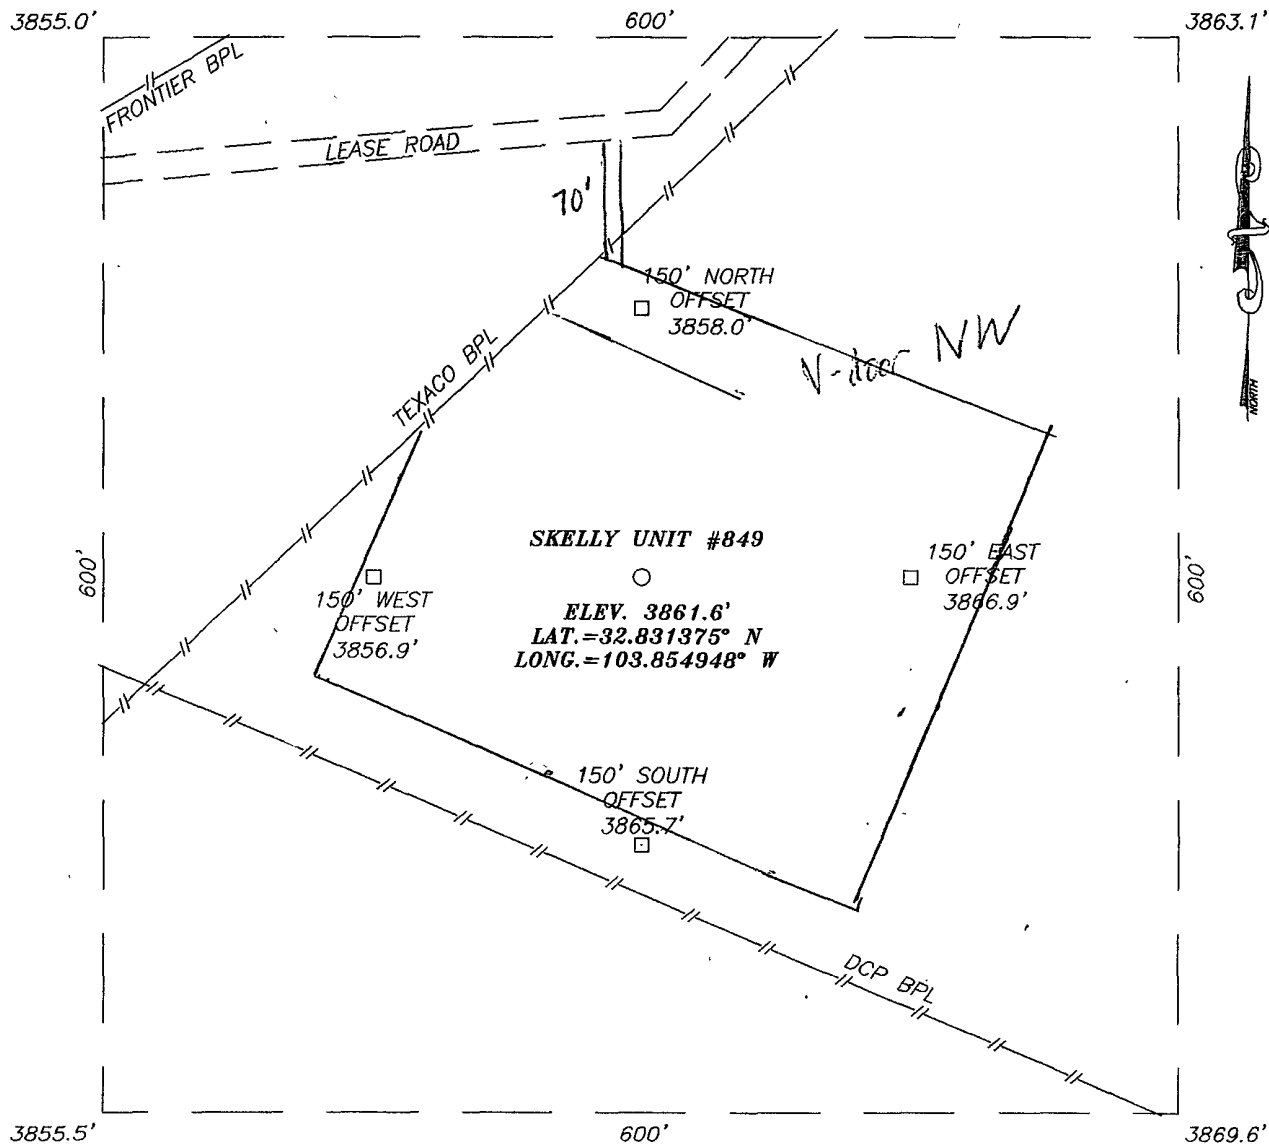 3855.0'
600'
3863.1'
FRONTIER BPL
LEASE ROAD
70'
150' NORTH
OFFSET
3858.0'
V-door NW
NORTH
TEXACO BPL
600'
SKELLY UNIT #849
ELEV. 3861.6'
LAT.=32.831375° N
LONG.=103.854948° W
150' WEST
OFFSET
3856.9'
150' EAST
OFFSET
3866.9'
600'
150' SOUTH
OFFSET
3865.7'
DCP BPL
3855.5'
600'
3869.6'